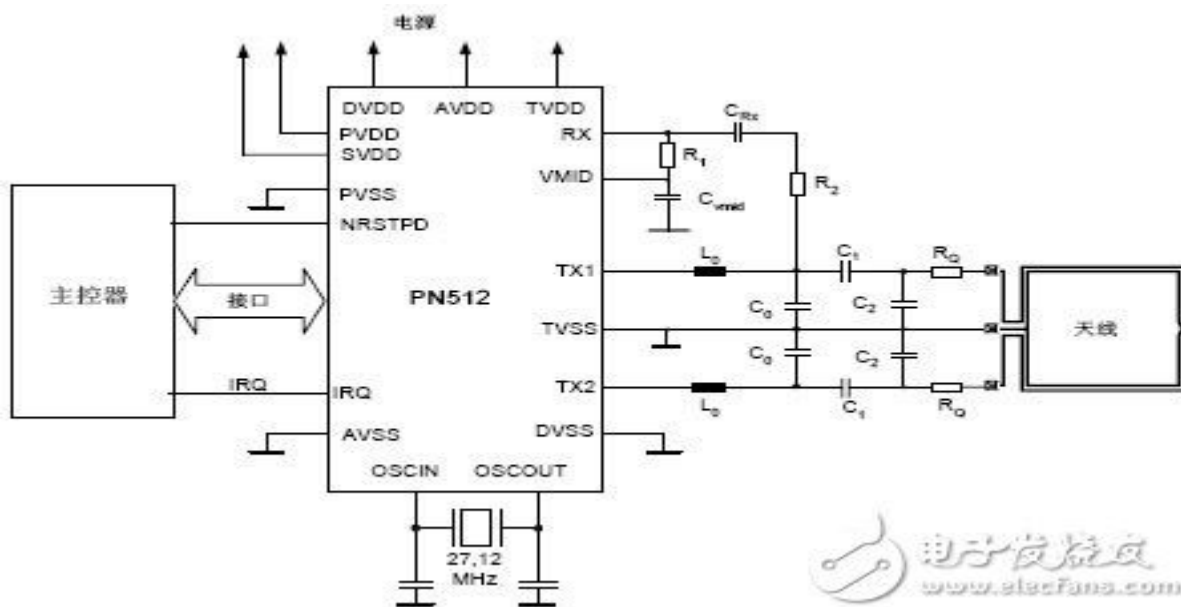 电源
DVDD AVDD TVDD
PVDD
SVDD
PVSS
NRSTPD
IRQ
AVSS
OSCIN OSCOUT
RX
VMID
TX1
TVSS
TX2
DVSS
PN512
主控器
接口
IRQ
27,12
MHz
CRx
R1
Cvmid
R2
L0
C1
RQ
C0
C2
C0
C2
L0
C1
RQ
天线
电子发烧友
www.elecfans.com